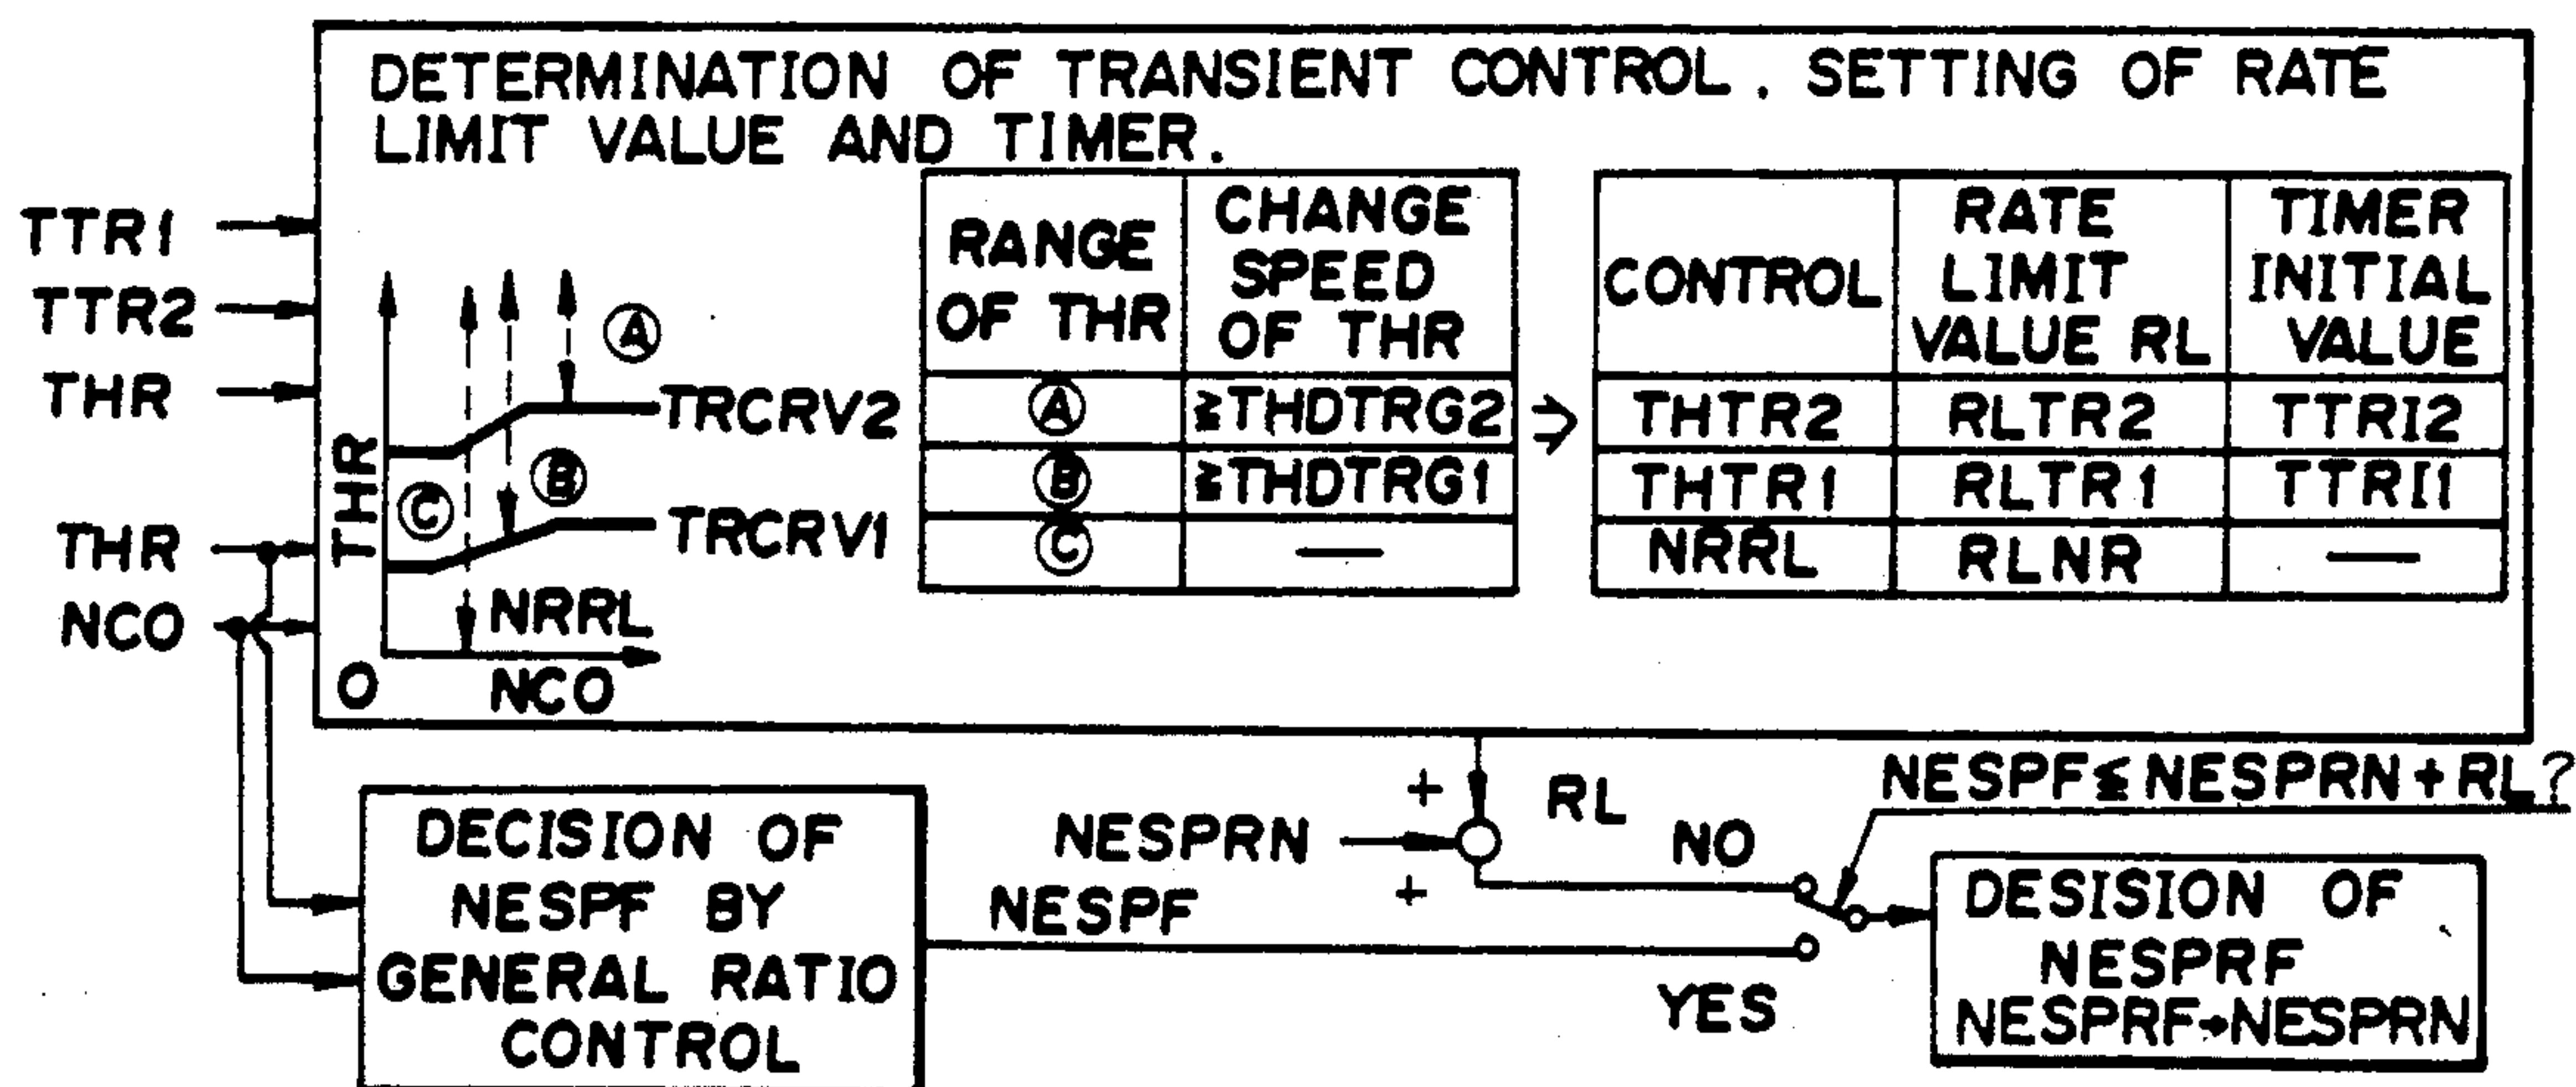 DETERMINATION OF TRANSIENT CONTROL. SETTING OF RATE
LIMIT VALUE AND TIMER.
TTR1
TTR2
THR
THR
NCO
THR
Ⓐ
TRCRV2
Ⓑ
Ⓒ
TRCRV1
NRRL
O
NCO
RANGE
OF THR
CHANGE
SPEED
OF THR
Ⓐ
≧THDTRG2
Ⓑ
≧THDTRG1
Ⓒ
—
⇒
CONTROL
RATE
LIMIT
VALUE RL
TIMER
INITIAL
VALUE
THTR2 RLTR2 TTRI2
THTR1 RLTR1 TTRI1
NRRL RLNR —
DECISION OF
NESPF BY
GENERAL RATIO
CONTROL
NESPRN
+
+
RL
NESPF
NO
YES
NESPF≦NESPRN+RL?
DESISION OF
NESPRF
NESPRF→NESPRN